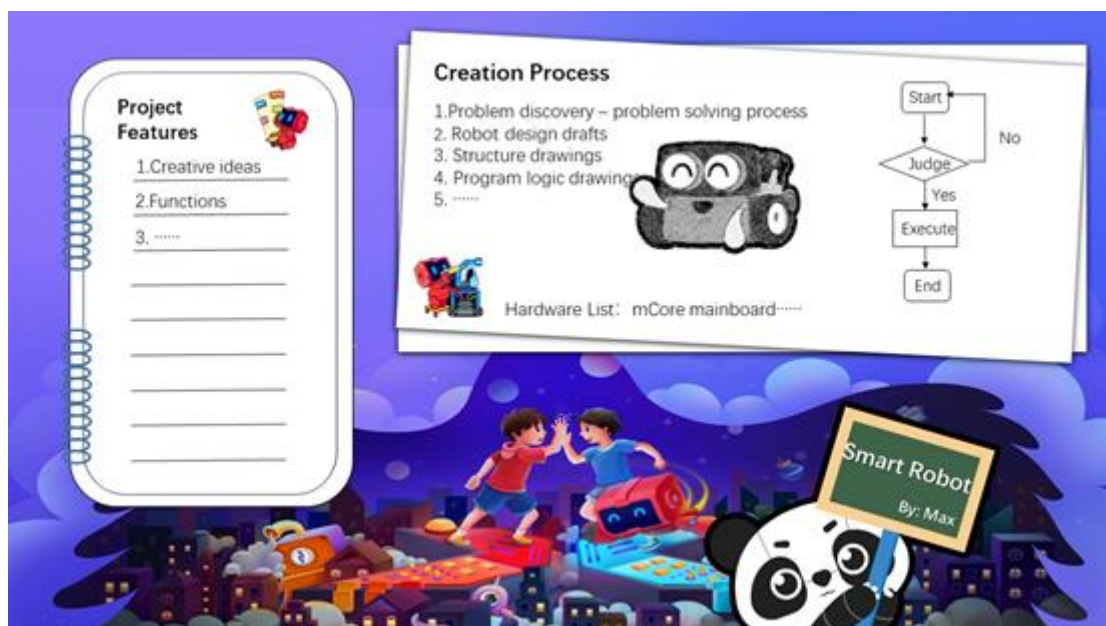 Project
Features
1.Creative ideas
2.Functions
3. ······
Creation Process
1.Problem discovery – problem solving process
2. Robot design drafts
3. Structure drawings
4. Program logic drawings
5. ······
Hardware List: mCore mainboard······
Start
No
Judge
Yes
Execute
End
Smart Robot
By: Max